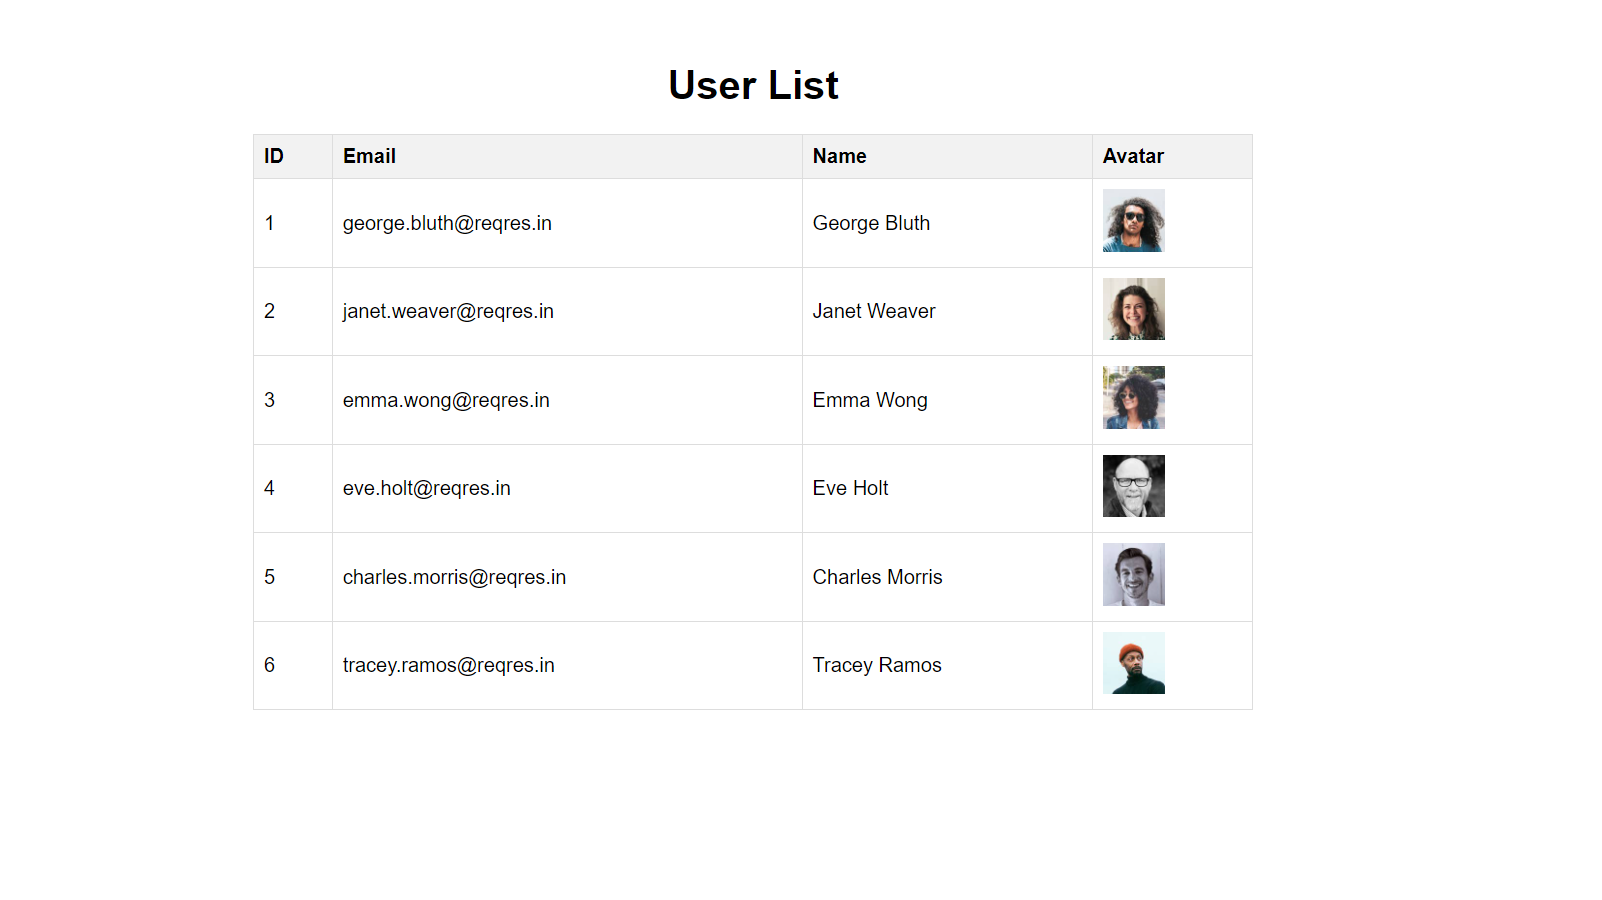 User List
ID Email Name Avatar
1 george.bluth@reqres.in George Bluth
2 janet.weaver@reqres.in Janet Weaver
3 emma.wong@reqres.in Emma Wong
4 eve.holt@reqres.in Eve Holt
5 charles.morris@reqres.in Charles Morris
6 tracey.ramos@reqres.in Tracey Ramos